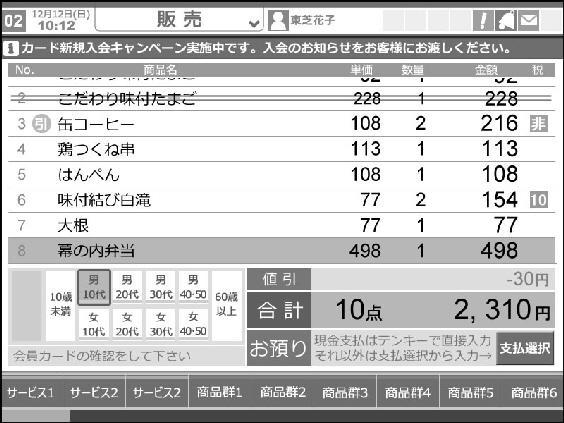 02 12月12日(日) 10:12 販売 東芝花子
カード新規入会キャンペーン実施中です。入会のお知らせをお客様にお渡しください。
No. 商品名 単価 数量 金額 税
2 こだわり味付たまご 228 1 228
3 引 缶コーヒー 108 2 216 非
4 鶏つくね串 113 1 113
5 はんぺん 108 1 108
6 味付結び白滝 77 2 154 10
7 大根 77 1 77
8 幕の内弁当 498 1 498
10歳未満 男10代 男20代 男30代 男40・50 60歳以上
女10代 女20代 女30代 女40・50
会員カードの確認をして下さい
値引 -30円
合計 10点 2,310円
お預り 現金支払はテンキーで直接入力
それ以外は支払選択から入力→ 支払選択
サービス1 サービス2 サービス2 商品群1 商品群2 商品群3 商品群4 商品群5 商品群6